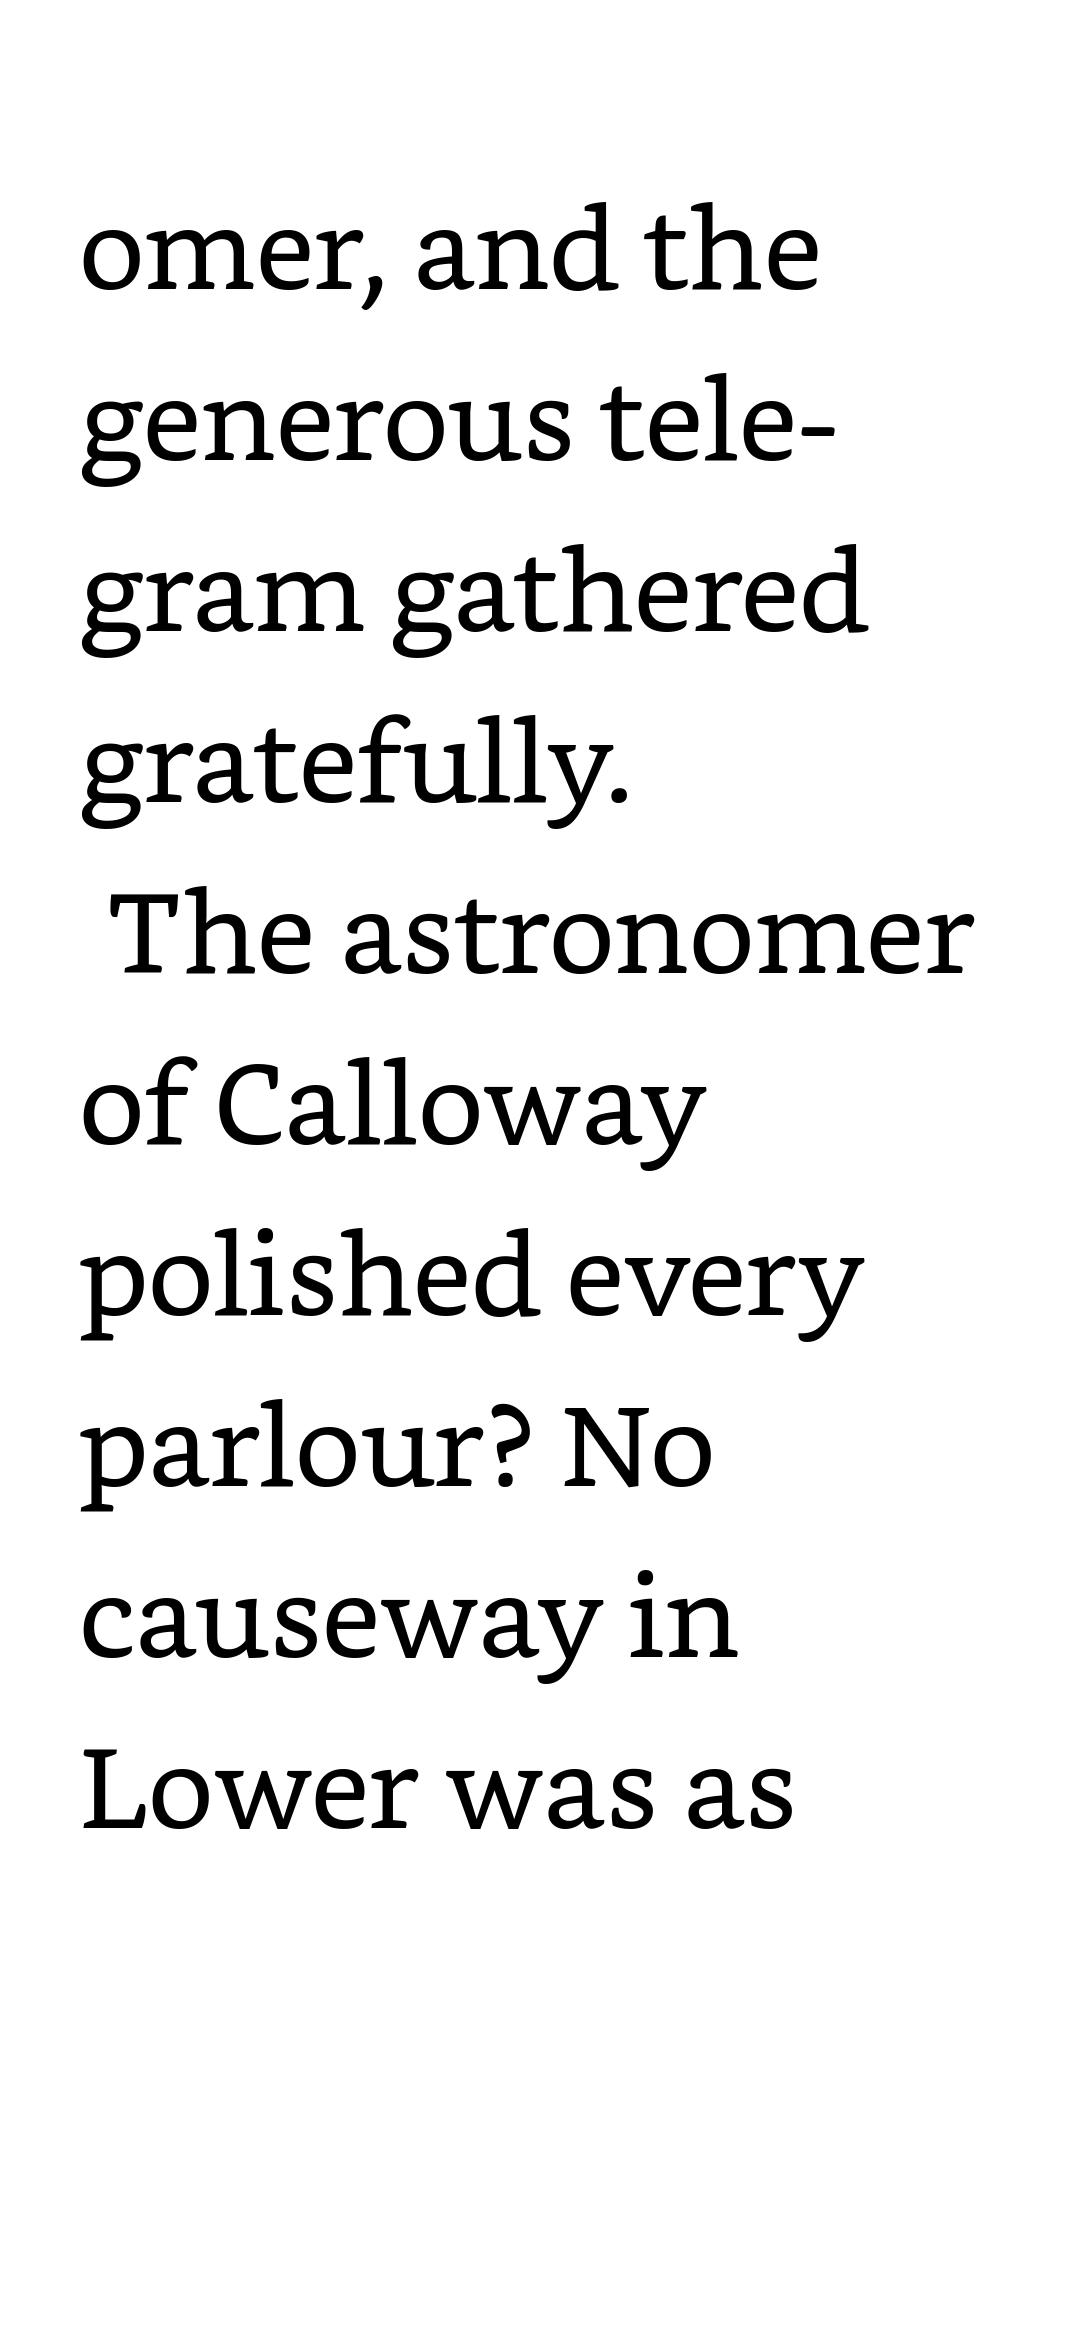 omer, and the
generous tele-
gram gathered
gratefully.
The astronomer
of Calloway
polished every
parlour? No
causeway in
Lower was as